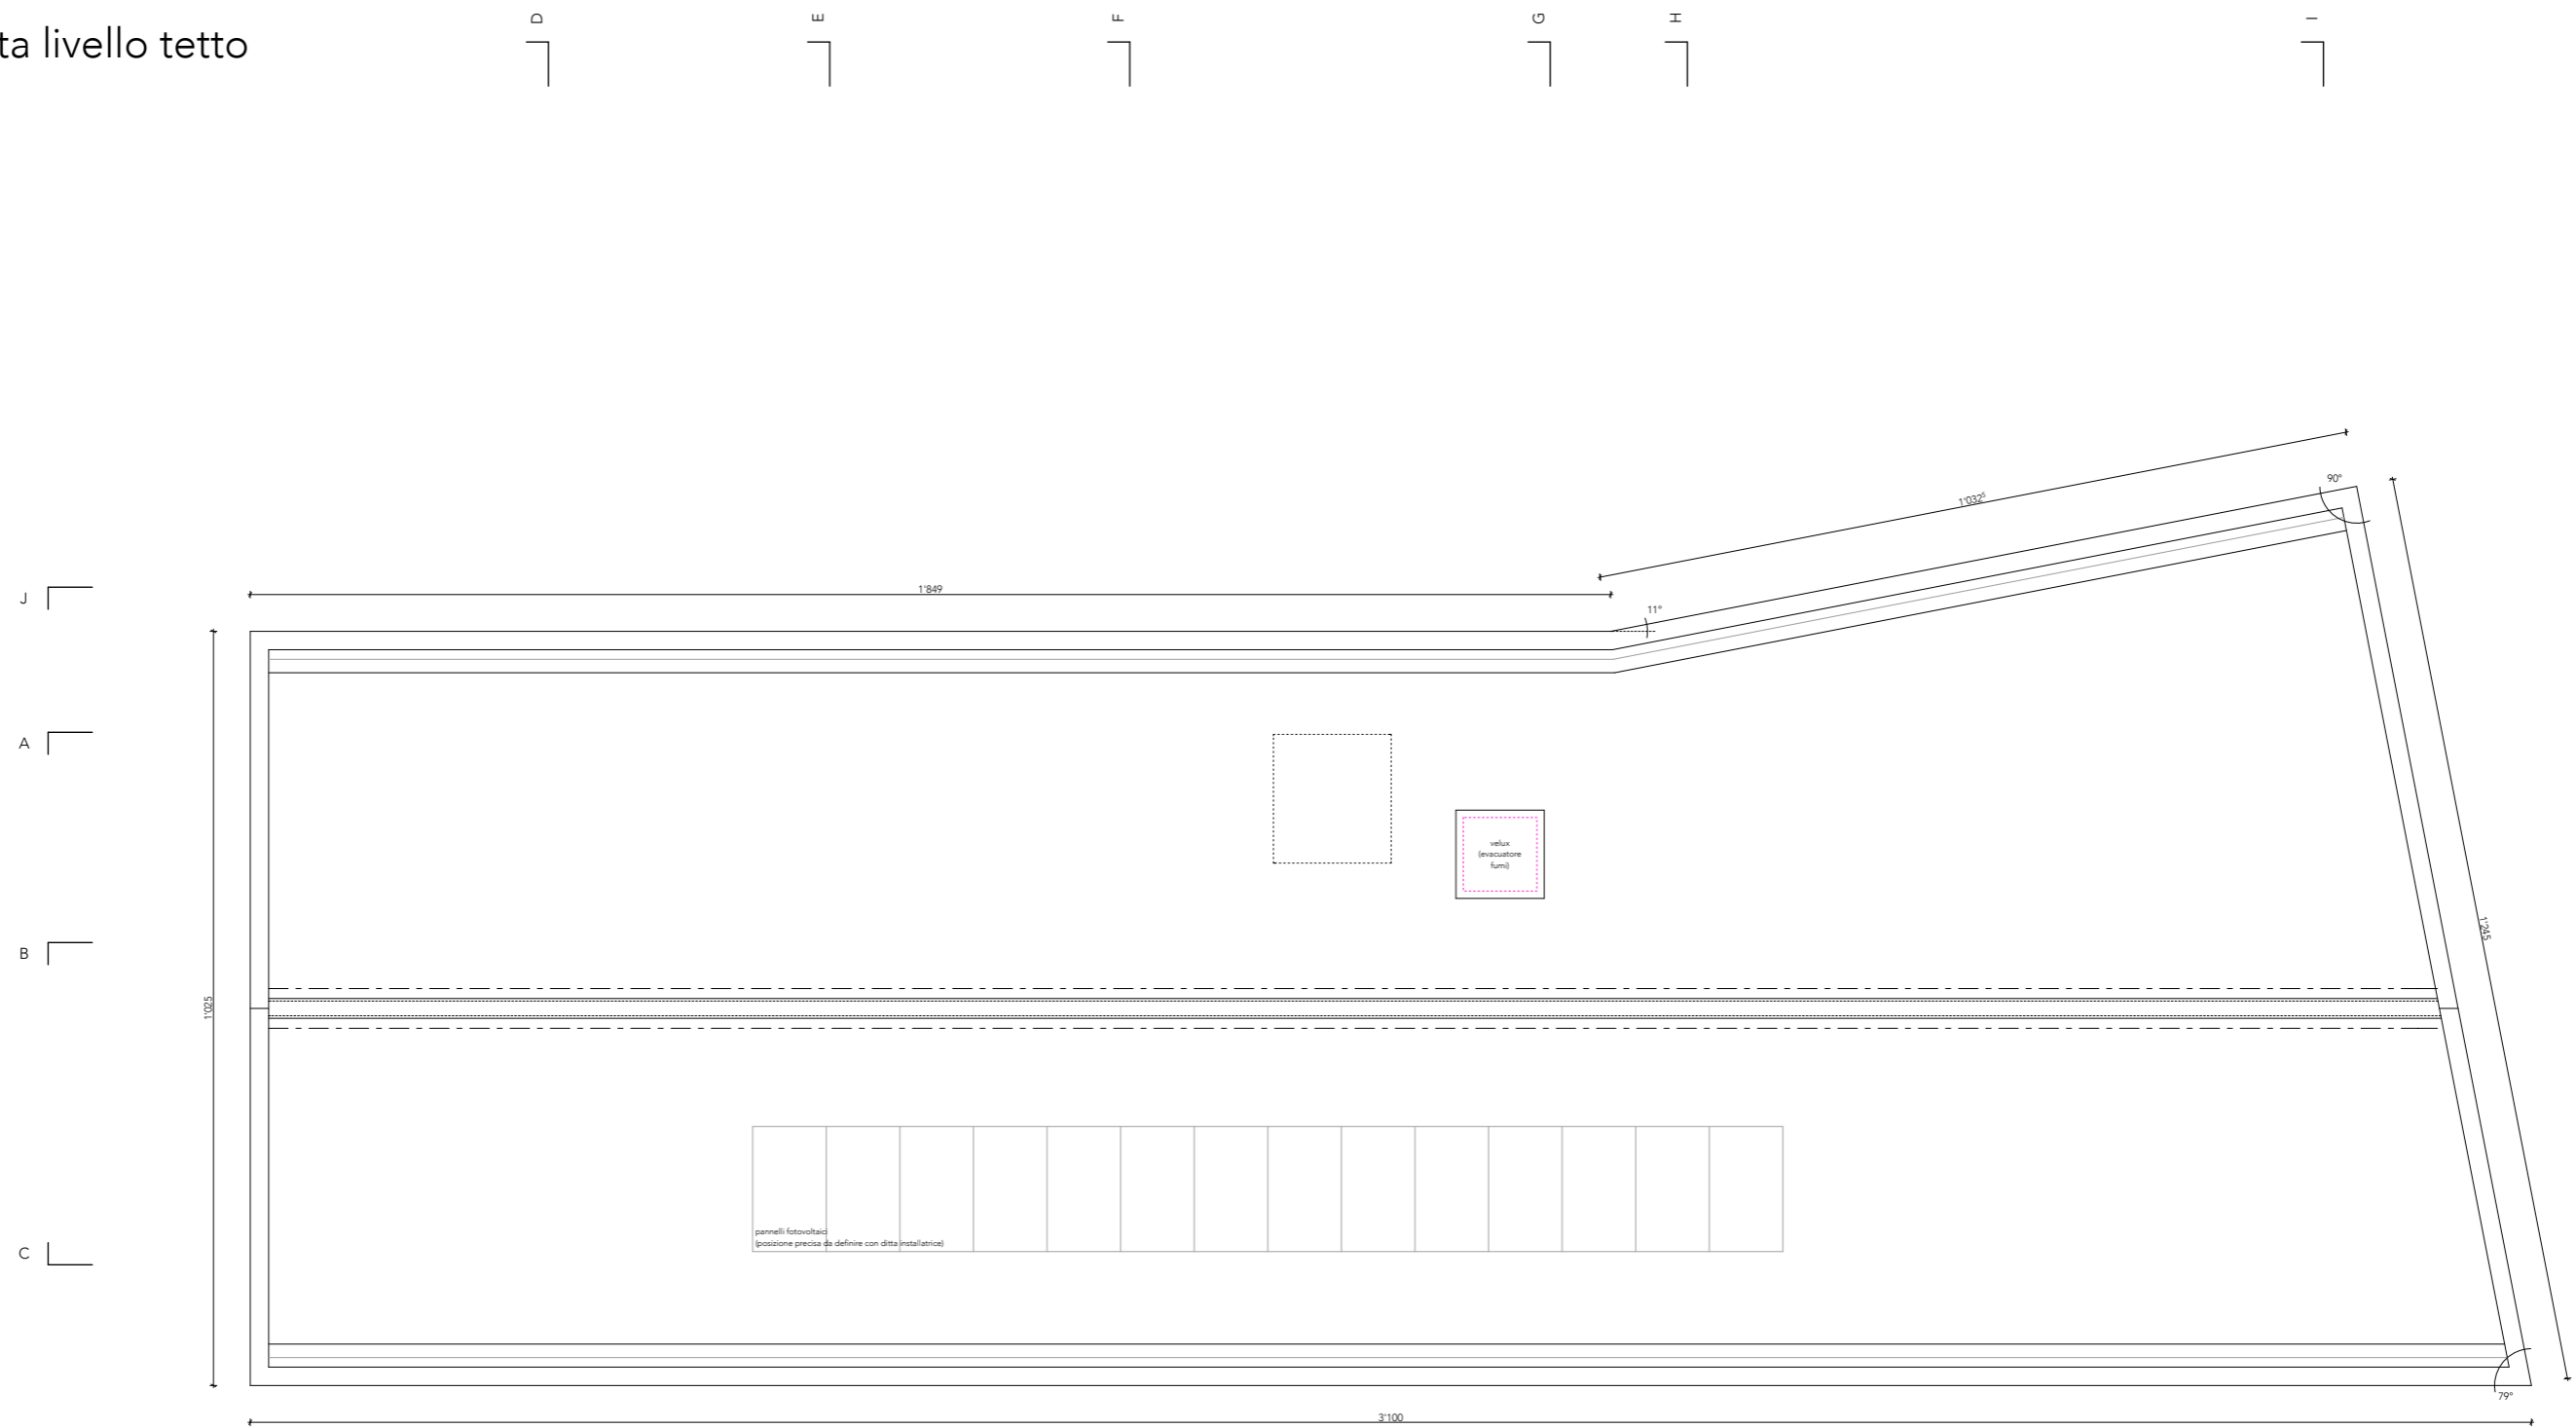 ta livello tetto
D
E
F
G
H
I
90°
1'032⁵
J
1'849
11°
A
velux
(evacuatore
fumi)
1'245
B
1'025
pannelli fotovoltaici
(posizione precisa da definire con ditta installatrice)
C
79°
3'100